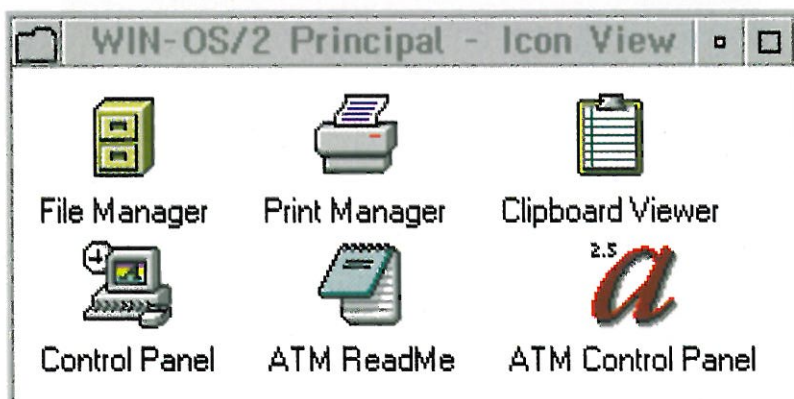 WIN-OS/2 Principal - Icon View
File Manager
Print Manager
Clipboard Viewer
2.5
a
Control Panel
ATM ReadMe
ATM Control Panel